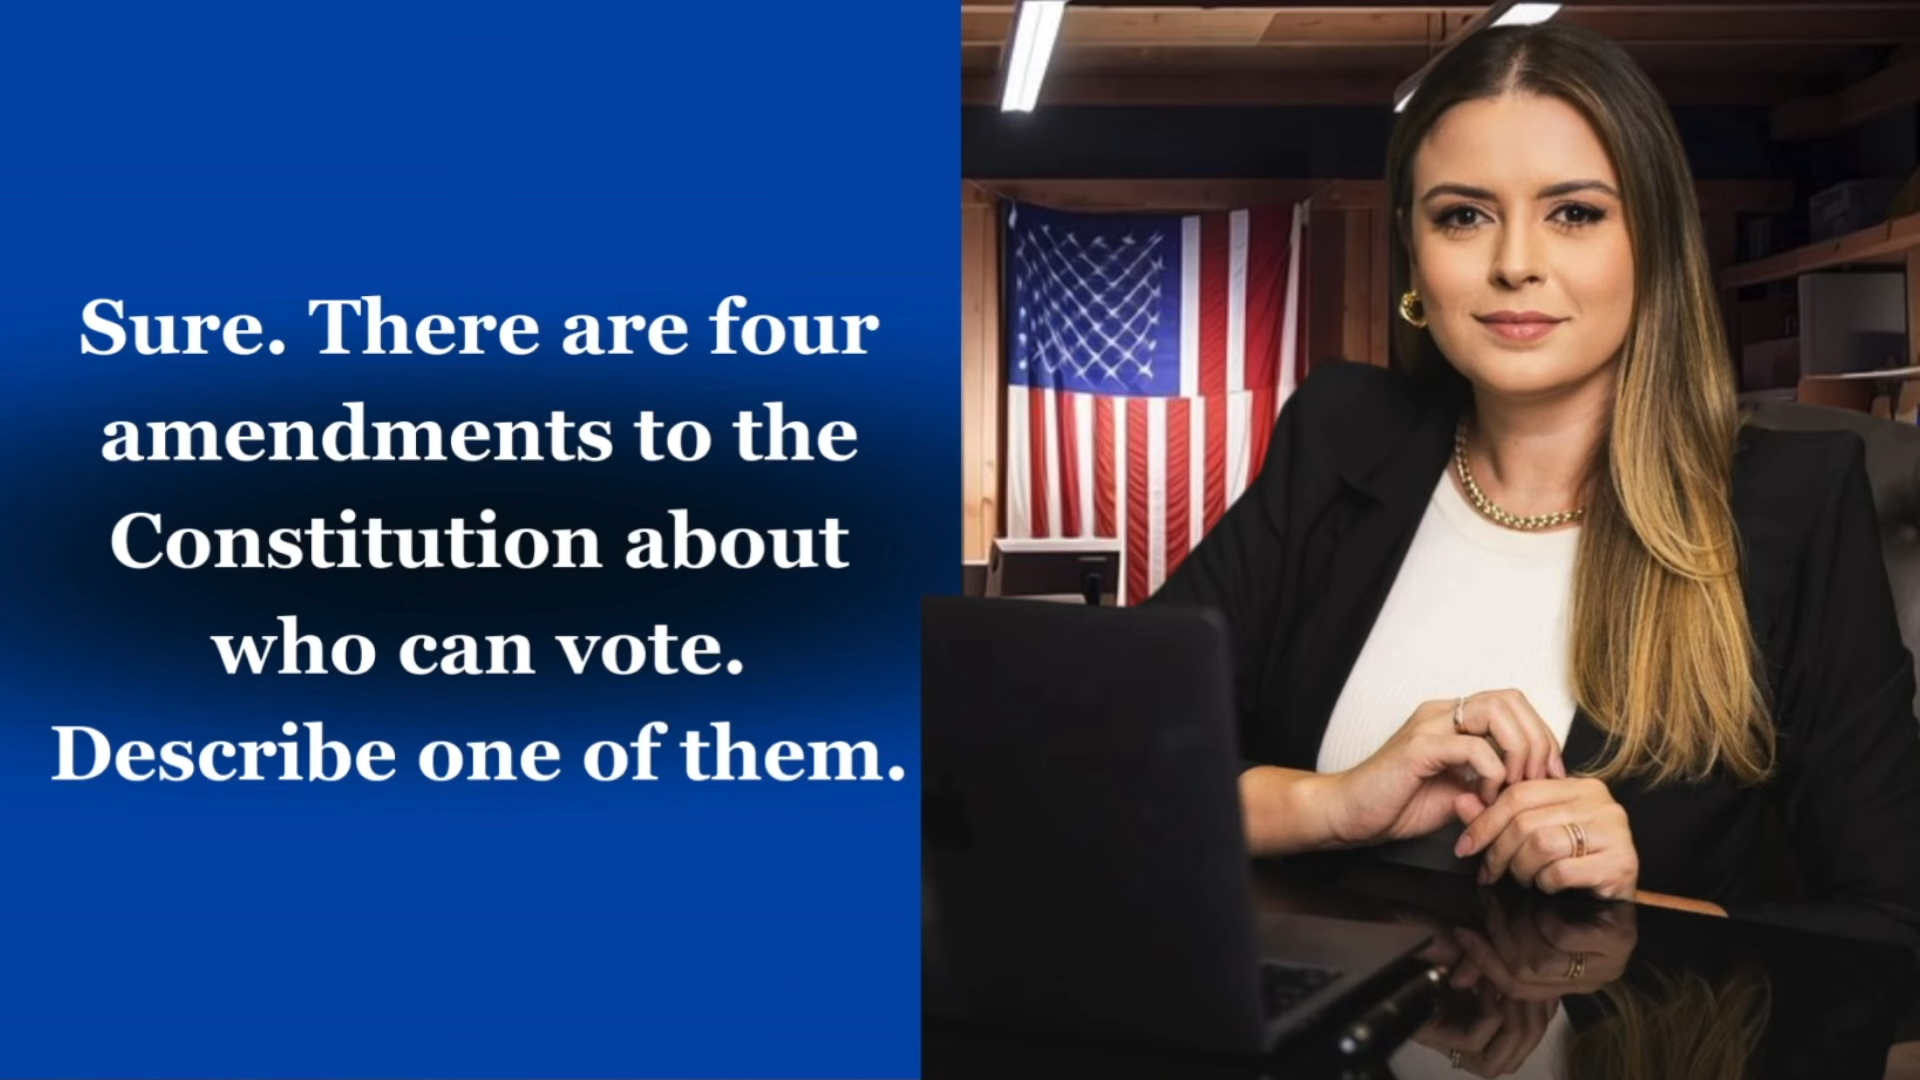 Sure. There are four
amendments to the
Constitution about
who can vote.
Describe one of them.